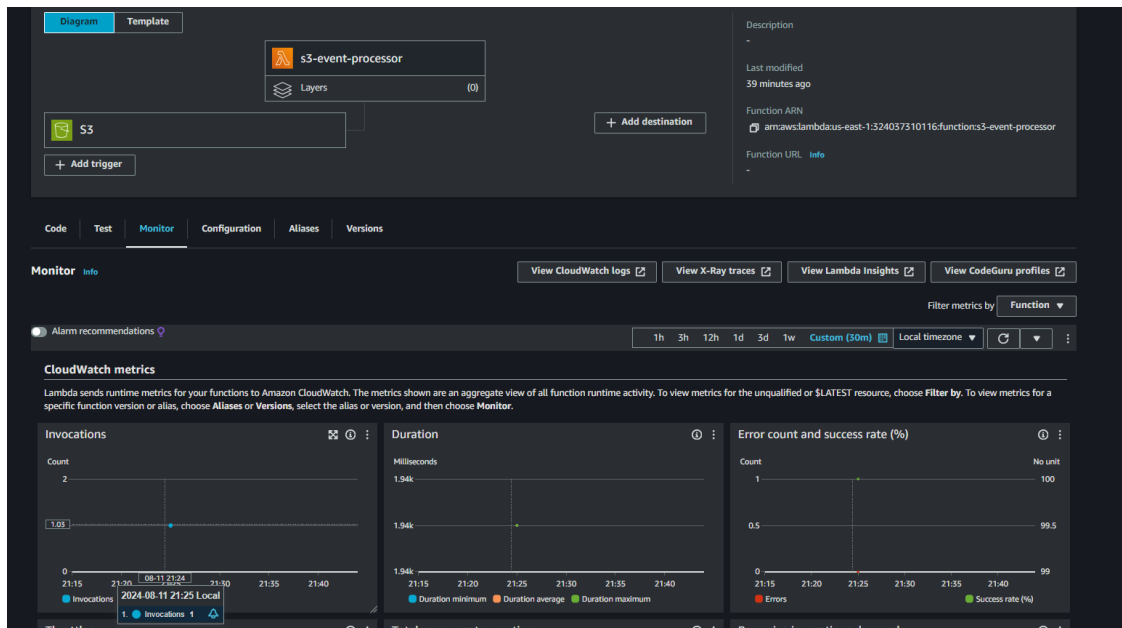 Diagram Template
s3-event-processor
Layers (0)
S3
+ Add destination
+ Add trigger
Description
-
Last modified
39 minutes ago
Function ARN
arn:aws:lambda:us-east-1:324037310116:function:s3-event-processor
Function URL Info
-
Code Test Monitor Configuration Aliases Versions
Monitor Info
View CloudWatch logs View X-Ray traces View Lambda Insights View CodeGuru profiles
Filter metrics by Function
Alarm recommendations
1h 3h 12h 1d 3d 1w Custom (30m) Local timezone
CloudWatch metrics
Lambda sends runtime metrics for your functions to Amazon CloudWatch. The metrics shown are an aggregate view of all function runtime activity. To view metrics for the unqualified or $LATEST resource, choose Filter by. To view metrics for a
specific function version or alias, choose Aliases or Versions, select the alias or version, and then choose Monitor.
Invocations
Count
2
1.03
0
21:15 21:20 21:30 21:35 21:40
08-11 21:24
Invocations
2024-08-11 21:25 Local
1. Invocations 1
Duration
Milliseconds
1.94k
1.94k
1.94k
21:15 21:20 21:25 21:30 21:35 21:40
Duration minimum Duration average Duration maximum
Error count and success rate (%)
Count No unit
1 100
0.5 99.5
0 99
21:15 21:20 21:25 21:30 21:35 21:40
Errors Success rate (%)